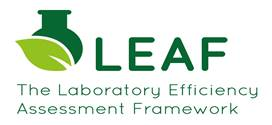 LEAF
The Laboratory Efficiency
Assessment Framework